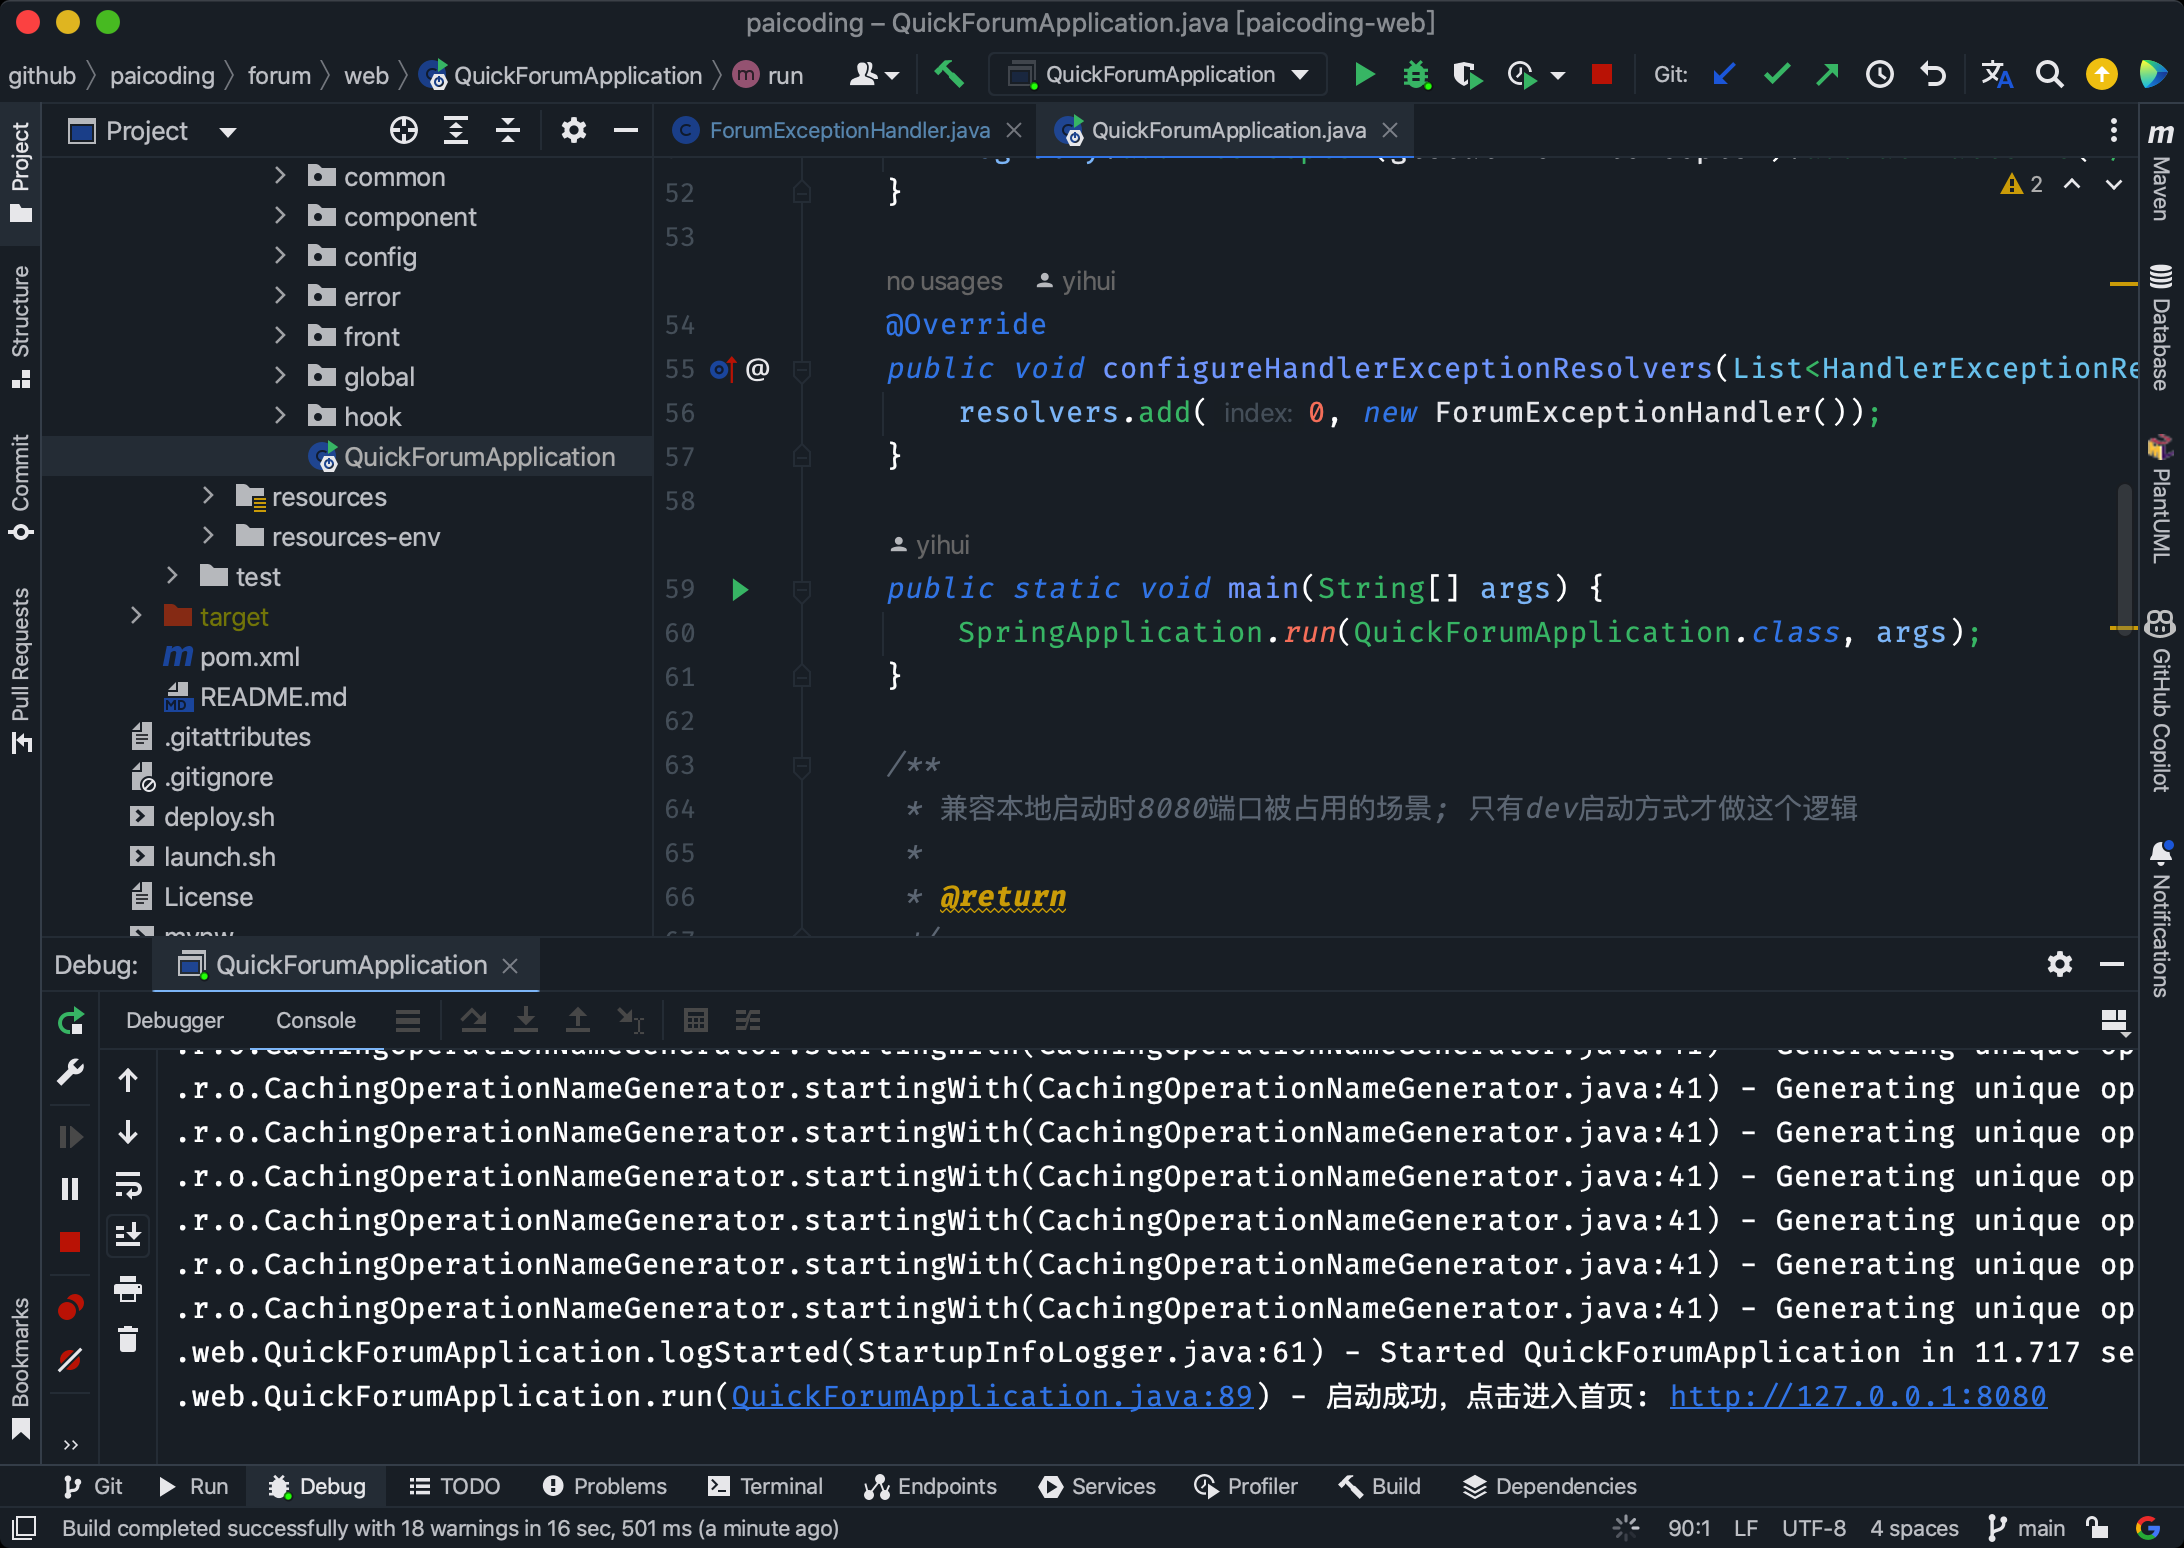 paicoding – QuickForumApplication.java [paicoding-web]
github paicoding forum web QuickForumApplication m run QuickForumApplication Git:
Project
ForumExceptionHandler.java
QuickForumApplication.java
Project
Structure
Commit
Pull Requests
Bookmarks
common
component
config
error
front
global
hook
QuickForumApplication
resources
resources-env
test
target
pom.xml
README.md
.gitattributes
.gitignore
deploy.sh
launch.sh
License
mvnw
2
52 }
53
no usages yihui
54 @Override
55 @ public void configureHandlerExceptionResolvers(List<HandlerExceptionRe
56 resolvers.add( index: 0, new ForumExceptionHandler());
57 }
58
yihui
59 public static void main(String[] args) {
60 SpringApplication.run(QuickForumApplication.class, args);
61 }
62
63 /**
64 * 兼容本地启动时8080端口被占用的场景; 只有dev启动方式才做这个逻辑
65 *
66 * @return
67 */
m Maven
Database
PlantUML
GitHub Copilot
Notifications
Debug: QuickForumApplication
Debugger Console
.r.o.CachingOperationNameGenerator.startingWith(CachingOperationNameGenerator.java:41) - Generating unique op
.r.o.CachingOperationNameGenerator.startingWith(CachingOperationNameGenerator.java:41) - Generating unique op
.r.o.CachingOperationNameGenerator.startingWith(CachingOperationNameGenerator.java:41) - Generating unique op
.r.o.CachingOperationNameGenerator.startingWith(CachingOperationNameGenerator.java:41) - Generating unique op
.r.o.CachingOperationNameGenerator.startingWith(CachingOperationNameGenerator.java:41) - Generating unique op
.r.o.CachingOperationNameGenerator.startingWith(CachingOperationNameGenerator.java:41) - Generating unique op
.r.o.CachingOperationNameGenerator.startingWith(CachingOperationNameGenerator.java:41) - Generating unique op
.web.QuickForumApplication.logStarted(StartupInfoLogger.java:61) - Started QuickForumApplication in 11.717 se
.web.QuickForumApplication.run(QuickForumApplication.java:89) - 启动成功，点击进入首页: http://127.0.0.1:8080
Git Run Debug TODO Problems Terminal Endpoints Services Profiler Build Dependencies
Build completed successfully with 18 warnings in 16 sec, 501 ms (a minute ago) 90:1 LF UTF-8 4 spaces main